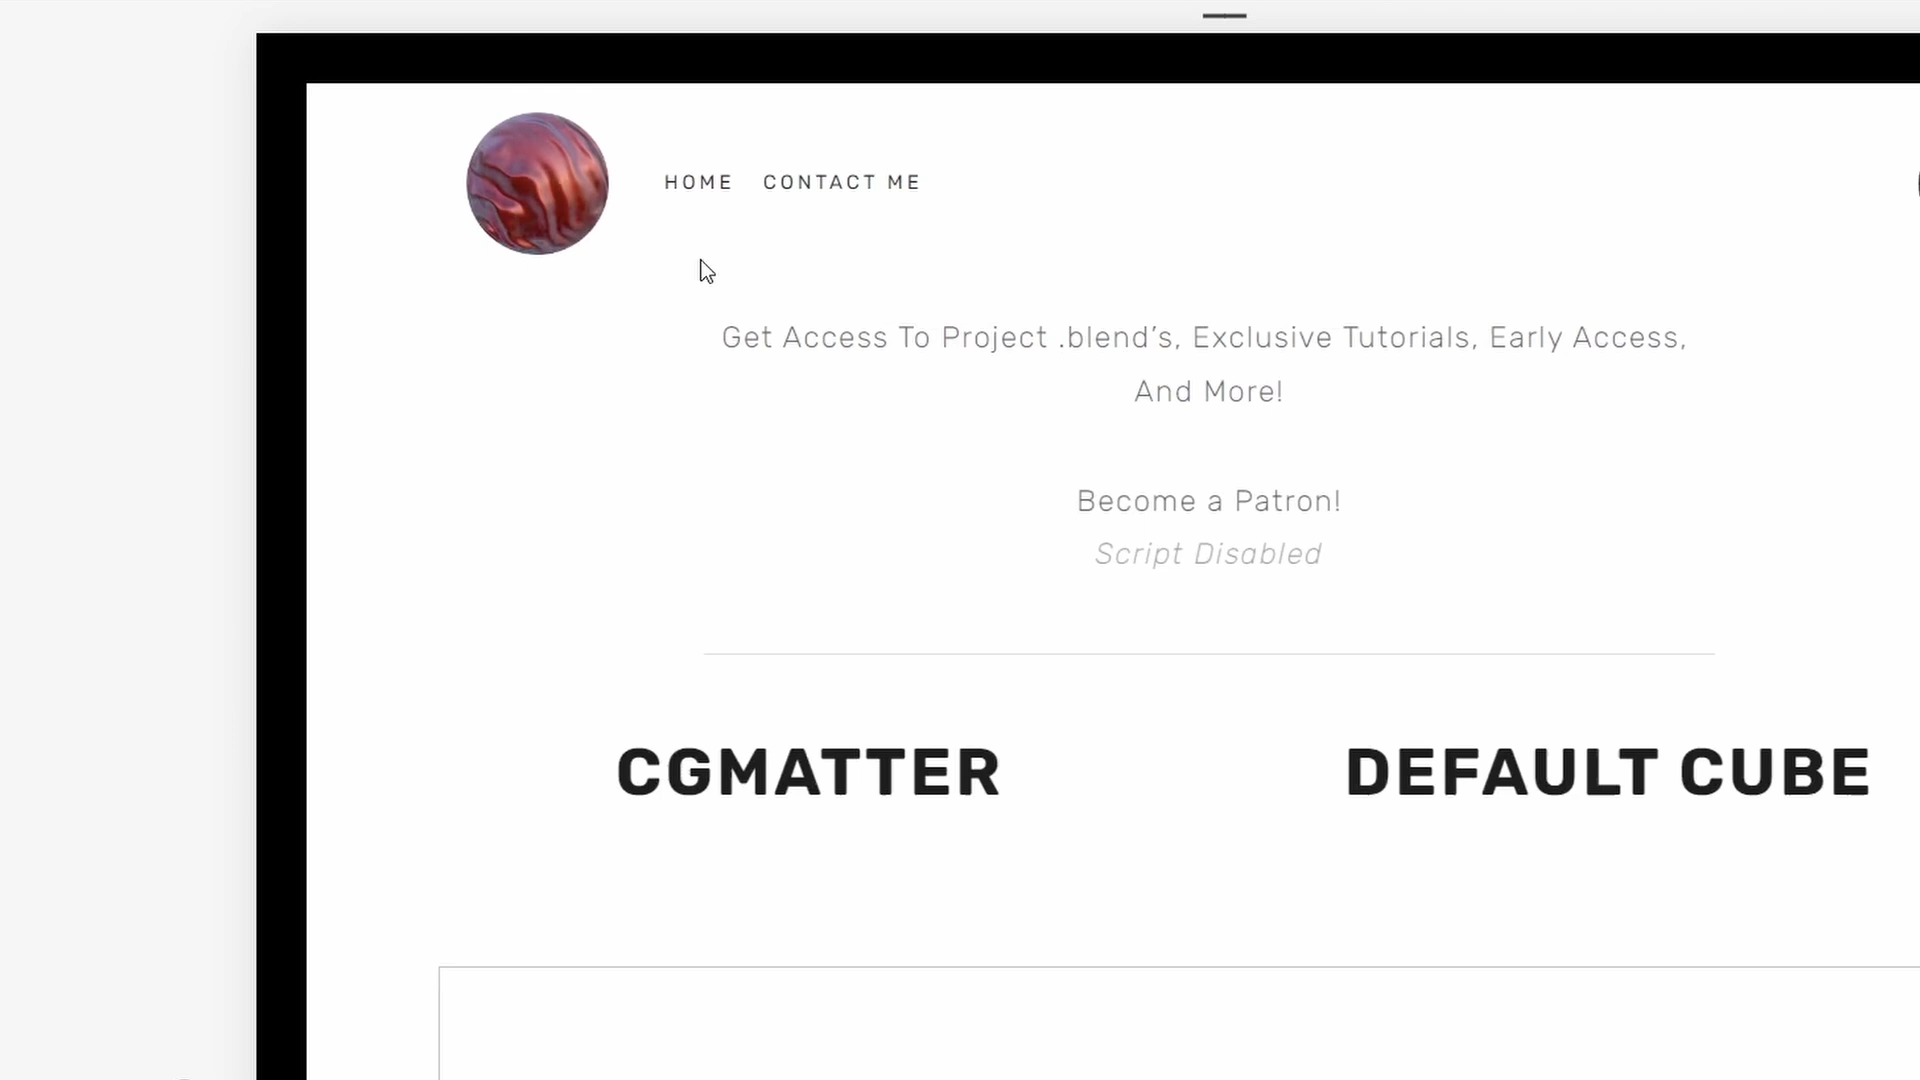 HOME CONTACT ME
Get Access To Project .blend’s, Exclusive Tutorials, Early Access,
And More!
Become a Patron!
Script Disabled
CGMATTER
DEFAULT CUBE